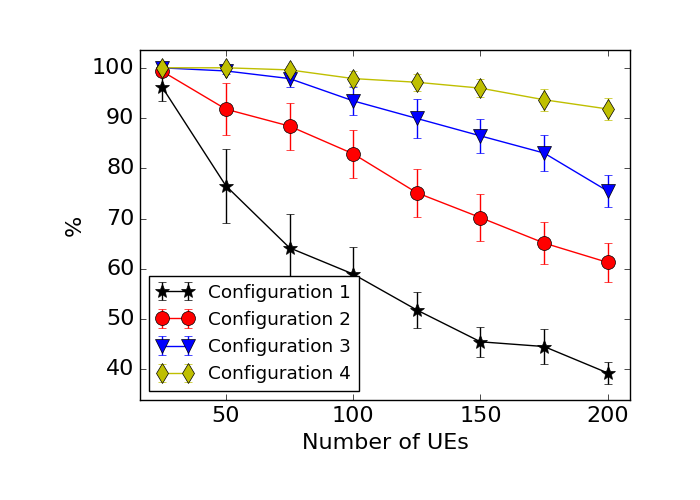 100
90
80
70
60
50
40
%
Configuration 1
Configuration 2
Configuration 3
Configuration 4
50 100 150 200
Number of UEs